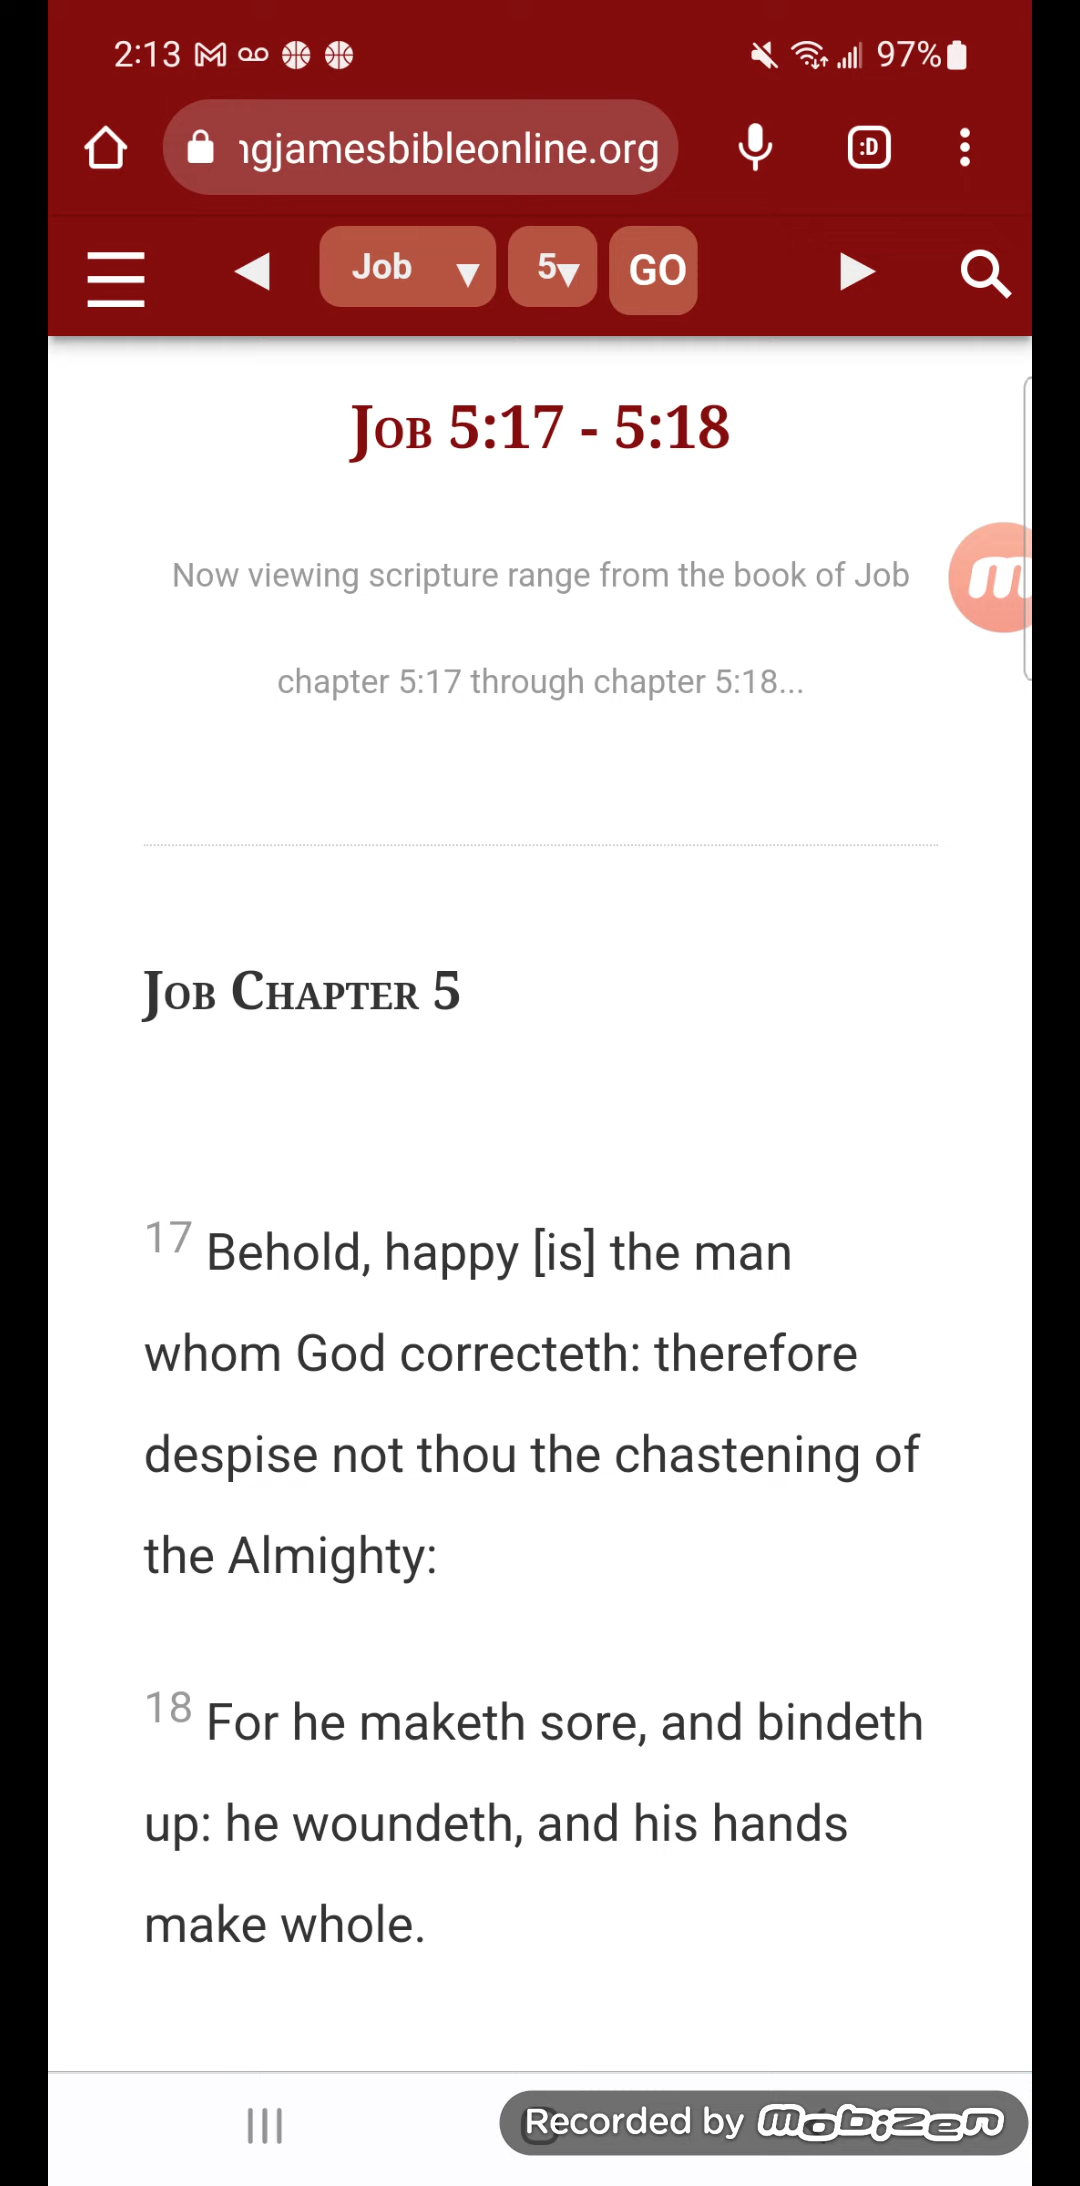 2:13 97%
ngjamesbibleonline.org :D
Job 5 GO
Job 5:17 - 5:18
Now viewing scripture range from the book of Job
chapter 5:17 through chapter 5:18...
Job Chapter 5
17 Behold, happy [is] the man
whom God correcteth: therefore
despise not thou the chastening of
the Almighty:
18 For he maketh sore, and bindeth
up: he woundeth, and his hands
make whole.
Recorded by mobizen